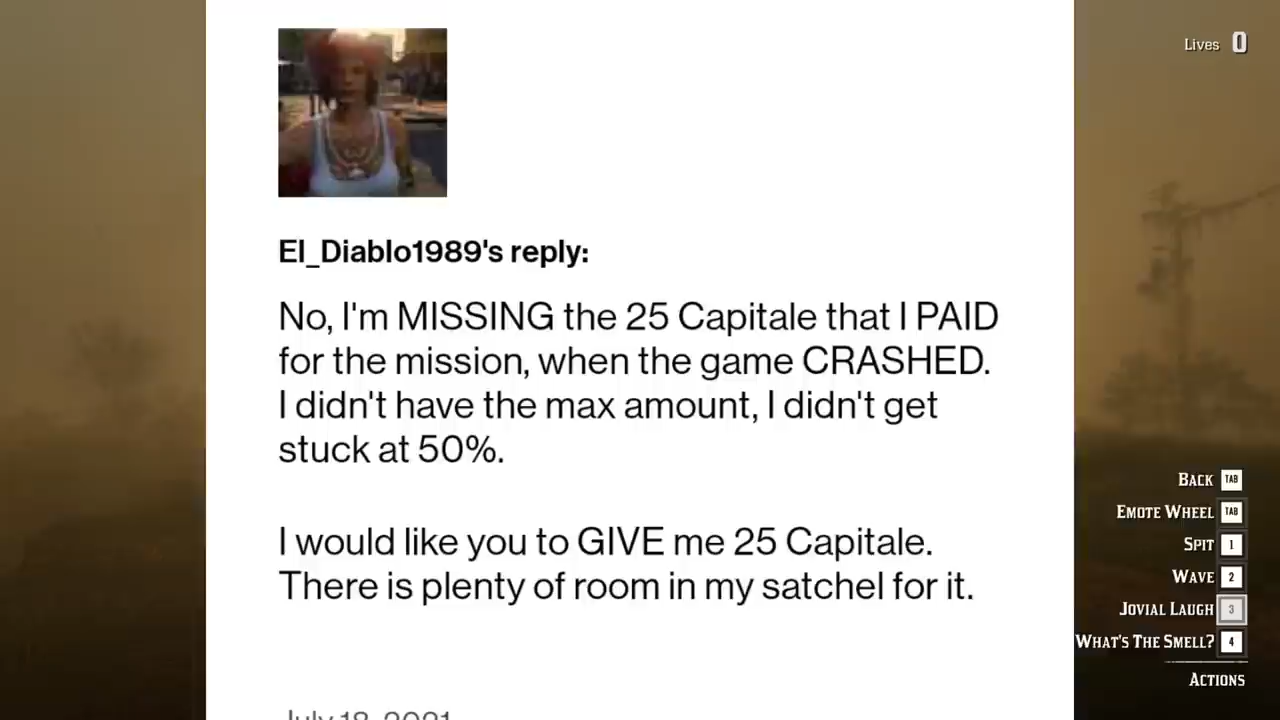 Lives 0
El_Diablo1989's reply:
No, I'm MISSING the 25 Capitale that I PAID
for the mission, when the game CRASHED.
I didn't have the max amount, I didn't get
stuck at 50%.
I would like you to GIVE me 25 Capitale.
There is plenty of room in my satchel for it.
July 18, 2021
BACK TAB
EMOTE WHEEL TAB
SPIT 1
WAVE 2
JOVIAL LAUGH 3
WHAT'S THE SMELL? 4
ACTIONS